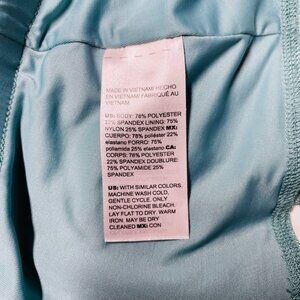 MADE IN VIETNAM/ HECHO
EN VIETNAM/ FABRIQUÉ AU
VIETNAM
US: BODY: 78% POLYESTER
22% SPANDEX LINING: 75%
NYLON 25% SPANDEX MX:
CUERPO: 78% poliéster 22%
elastano FORRO: 75%
poliamida 25% elastano CA:
CORPS: 78% POLYESTER
22% SPANDEX DOUBLURE:
75% POLYAMIDE 25%
SPANDEX
US: WITH SIMILAR COLORS.
MACHINE WASH COLD,
GENTLE CYCLE. ONLY
NON-CHLORINE BLEACH.
LAY FLAT TO DRY. WARM
IRON. MAY BE DRY
CLEANED MX: CON